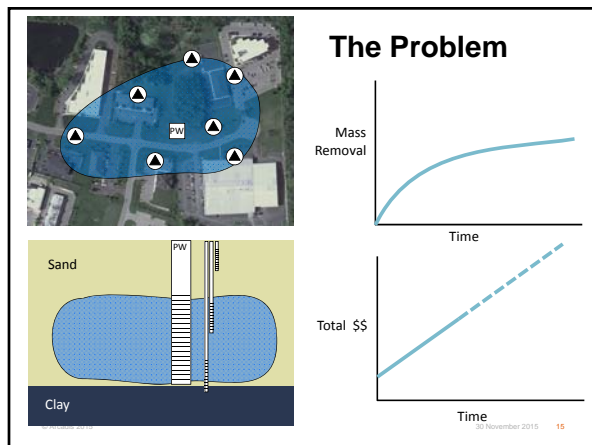 The Problem
PW
Mass
Removal
Time
PW
Sand
Clay
Total $$
Time
© Arcadis 2015
30 November 2015 15